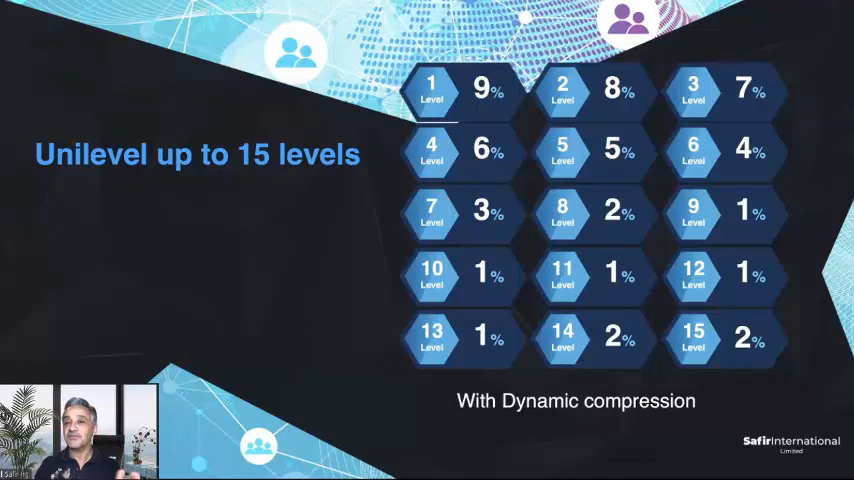 Unilevel up to 15 levels
1 Level 9% 2 Level 8% 3 Level 7%
4 Level 6% 5 Level 5% 6 Level 4%
7 Level 3% 8 Level 2% 9 Level 1%
10 Level 1% 11 Level 1% 12 Level 1%
13 Level 1% 14 Level 2% 15 Level 2%
With Dynamic compression
SafirInternational
Limited